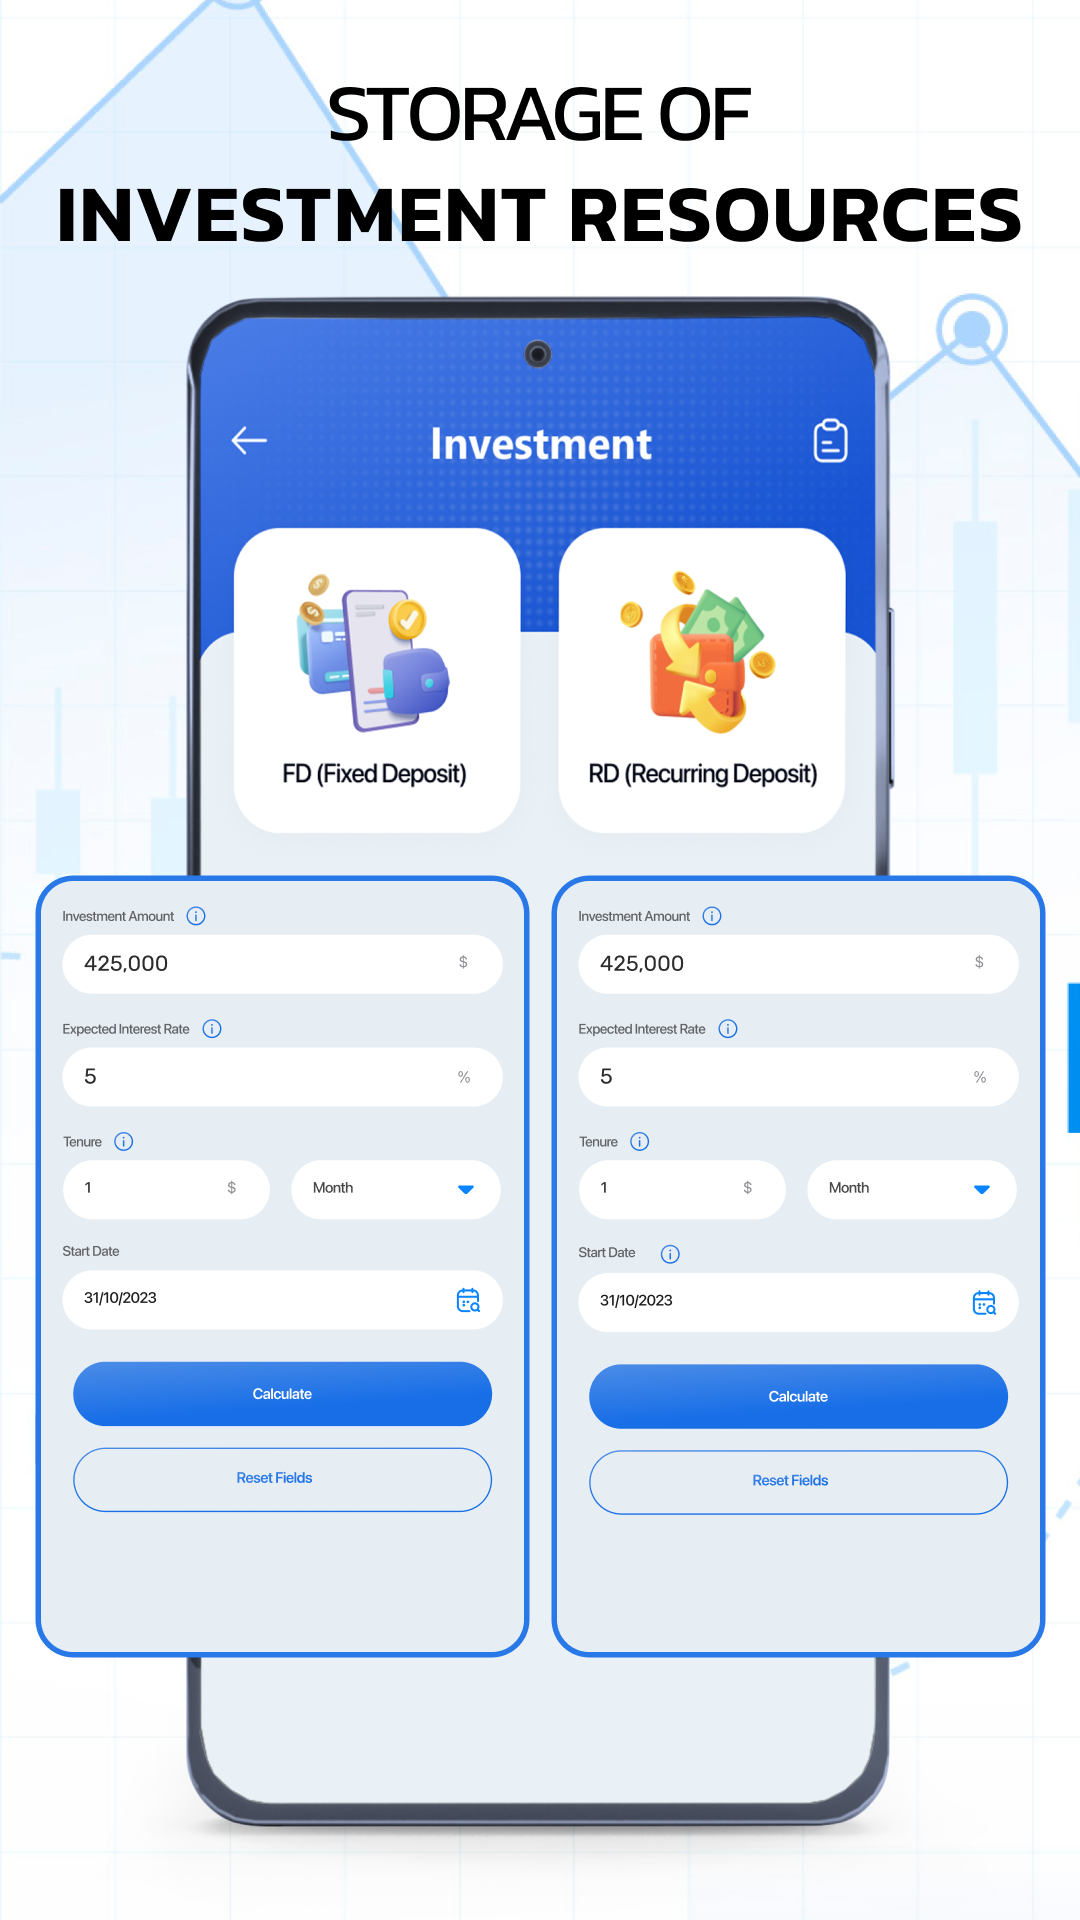 STORAGE OF
INVESTMENT RESOURCES
Investment
FD (Fixed Deposit)
RD (Recurring Deposit)
Investment Amount
425,000 $
Expected Interest Rate
5 %
Tenure
1 $ Month
Start Date
31/10/2023
Calculate
Reset Fields
Investment Amount
425,000 $
Expected Interest Rate
5 %
Tenure
1 $ Month
Start Date
31/10/2023
Calculate
Reset Fields